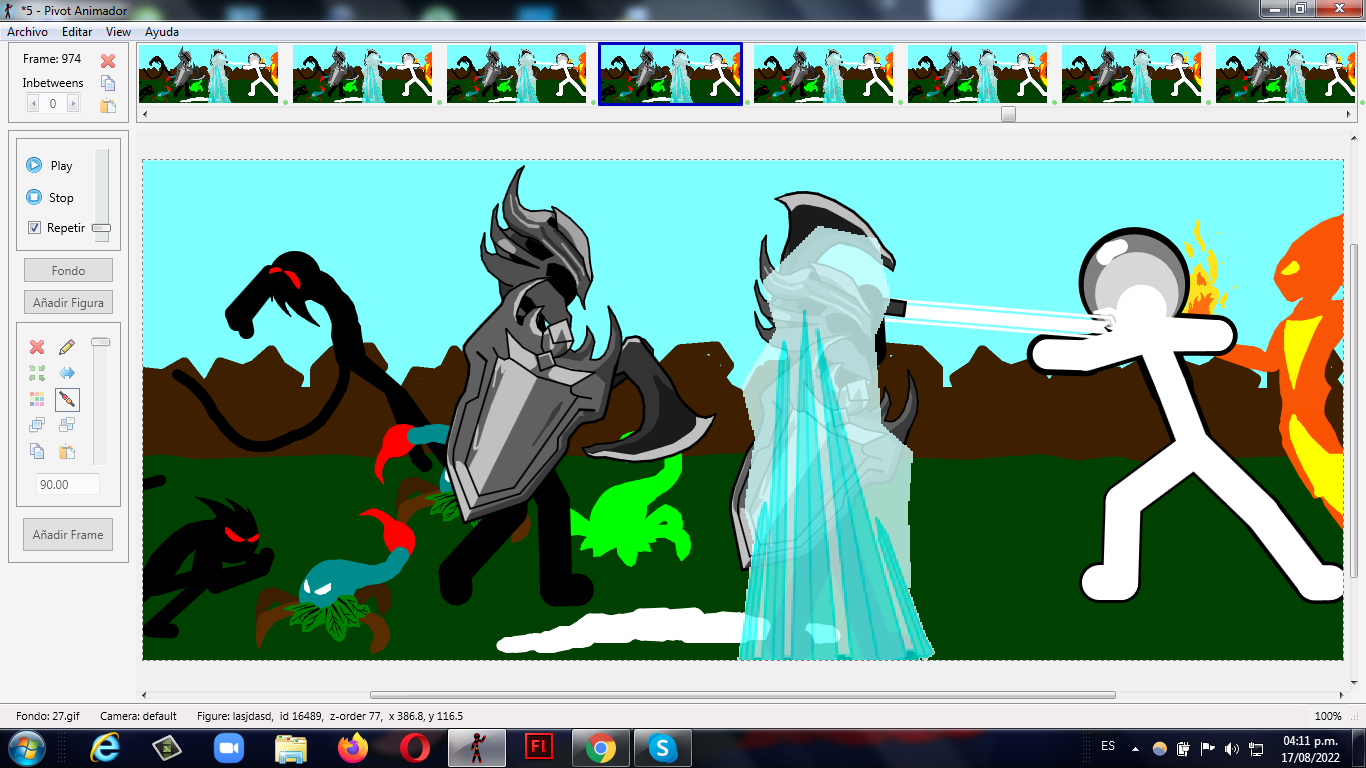 *5 - Pivot Animador
Archivo Editar View Ayuda
Frame: 974
Inbetweens
0
Play
Stop
Repetir
Fondo
Añadir Figura
90.00
Añadir Frame
Fondo: 27.gif Camera: default Figure: lasjdasd, id 16489, z-order 77, x 386.8, y 116.5 100%
Fl
ES
04:11 p.m.
17/08/2022